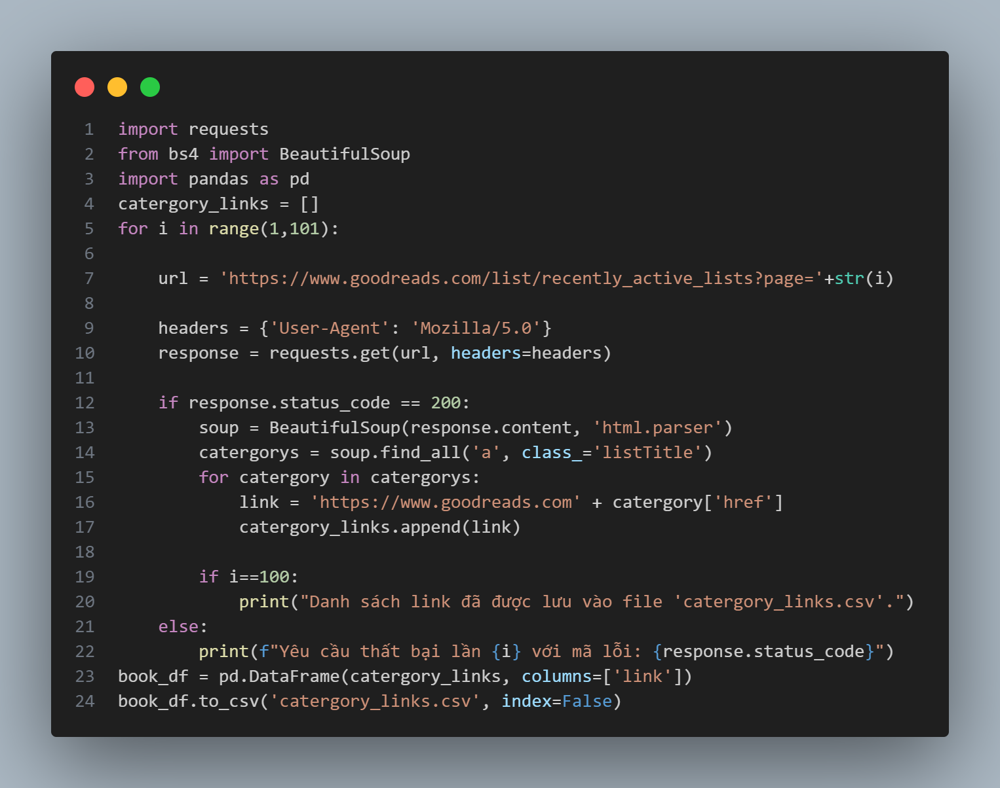 1 import requests
2 from bs4 import BeautifulSoup
3 import pandas as pd
4 catergory_links = []
5 for i in range(1,101):
6
7     url = 'https://www.goodreads.com/list/recently_active_lists?page='+str(i)
8
9     headers = {'User-Agent': 'Mozilla/5.0'}
10     response = requests.get(url, headers=headers)
11
12     if response.status_code == 200:
13         soup = BeautifulSoup(response.content, 'html.parser')
14         catergorys = soup.find_all('a', class_='listTitle')
15         for catergory in catergorys:
16             link = 'https://www.goodreads.com' + catergory['href']
17             catergory_links.append(link)
18
19         if i==100:
20             print("Danh sách link đã được lưu vào file 'catergory_links.csv'.")
21     else:
22         print(f"Yêu cầu thất bại lần {i} với mã lỗi: {response.status_code}")
23 book_df = pd.DataFrame(catergory_links, columns=['link'])
24 book_df.to_csv('catergory_links.csv', index=False)